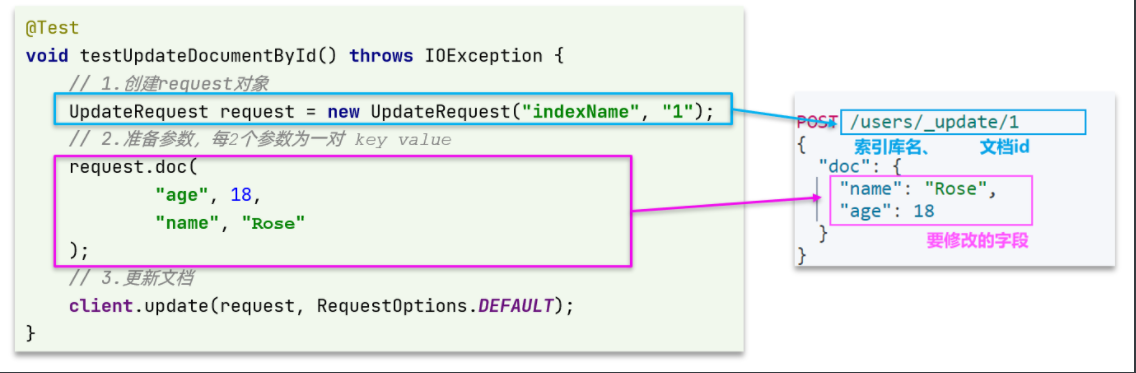 @Test
void testUpdateDocumentById() throws IOException {
// 1.创建request对象
UpdateRequest request = new UpdateRequest("indexName", "1");
// 2.准备参数，每2个参数为一对 key value
request.doc(
"age", 18,
"name", "Rose"
);
// 3.更新文档
client.update(request, RequestOptions.DEFAULT);
}
POST /users/_update/1
索引库名、 文档id
{
"doc": {
"name": "Rose",
"age": 18
要修改的字段
}
}